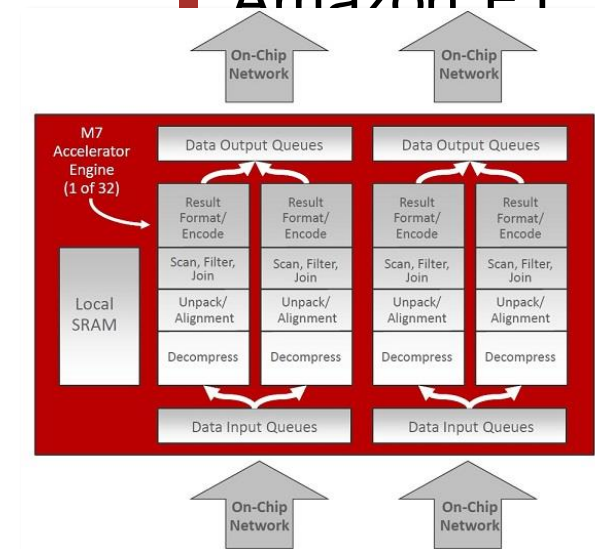 Amazon F1
On-Chip
Network
On-Chip
Network
M7
Accelerator
Engine
(1 of 32)
Data Output Queues
Data Output Queues
Result
Format/
Encode
Result
Format/
Encode
Result
Format/
Encode
Result
Format/
Encode
Scan, Filter,
Join
Scan, Filter,
Join
Scan, Filter,
Join
Scan, Filter,
Join
Local
SRAM
Unpack/
Alignment
Unpack/
Alignment
Unpack/
Alignment
Unpack/
Alignment
Decompress
Decompress
Decompress
Decompress
Data Input Queues
Data Input Queues
On-Chip
Network
On-Chip
Network